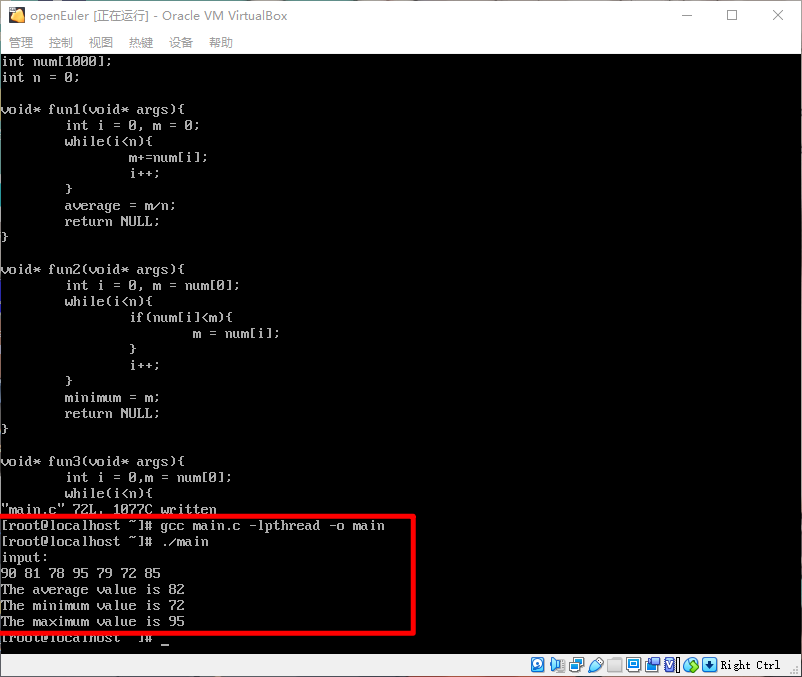 openEuler [正在运行] - Oracle VM VirtualBox
管理 控制 视图 热键 设备 帮助
int num[1000];
int n = 0;
void* fun1(void* args){
int i = 0, m = 0;
while(i<n){
m+=num[i];
i++;
}
average = m/n;
return NULL;
}
void* fun2(void* args){
int i = 0, m = num[0];
while(i<n){
if(num[i]<m){
m = num[i];
}
i++;
}
minimum = m;
return NULL;
}
void* fun3(void* args){
int i = 0,m = num[0];
while(i<n){
"main.c" 72L, 1077C written
[root@localhost ~]# gcc main.c -lpthread -o main
[root@localhost ~]# ./main
input:
90 81 78 95 79 72 85
The average value is 82
The minimum value is 72
The maximum value is 95
[root@localhost ~]# _
Right Ctrl